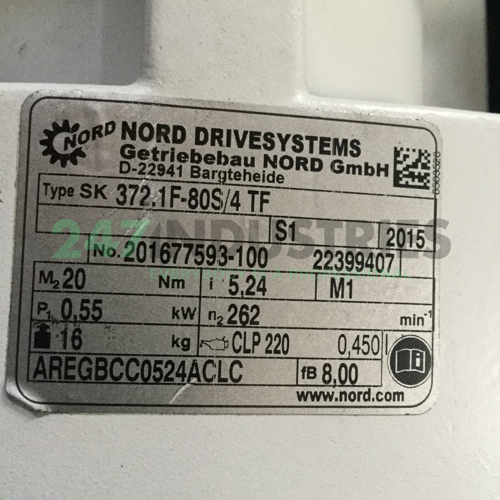 NORD NORD DRIVESYSTEMS
Getriebebau NORD GmbH
D-22941 Bargteheide
Type SK 372.1F-80S/4 TF
S1 2015
247 INDUSTRIES
No. 201677593-100 22399407
M2 20 Nm i 5,24 M1
P1 0,55 kW n2 262 min-1
16 kg CLP 220 0,450 l
AREGBCC0524ACLC fB 8,00
www.nord.com